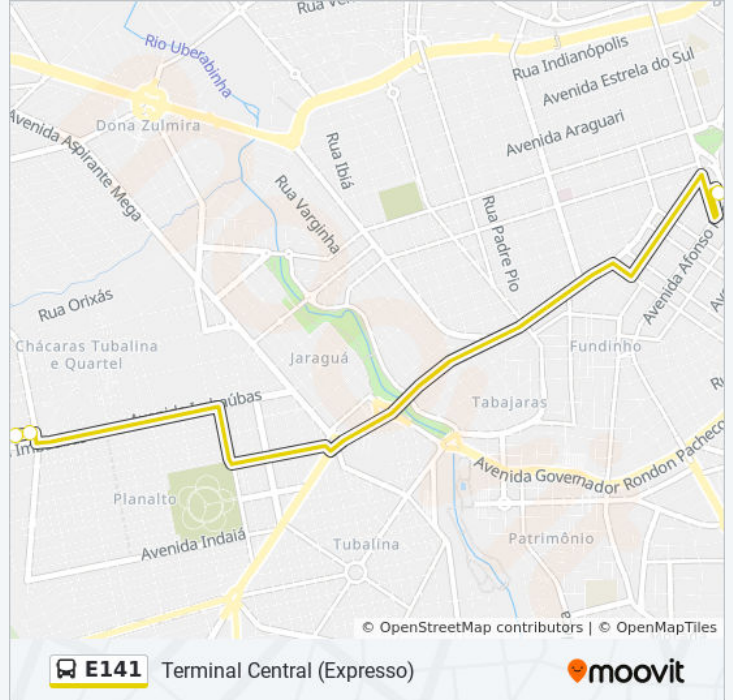 Rua Ve
Rio Uberabinha
Rua Indianópolis
Avenida Estrela do Sul
Dona Zulmira
Avenida Aspirante Mega
Rua Ibiá
Avenida Araguari
Rua Varginha
Rua Padre Pio
Avenida Afonso
Rua Orixás
Chácaras Tubalina
e Quartel
Jaraguá
Fundinho
Tabajaras
Avenida Governador Rondon Pacheco
Planalto
Avenida Indaiá
Tubalina
Patrimônio
© OpenStreetMap contributors | © OpenMapTiles
E141 Terminal Central (Expresso)
moovit